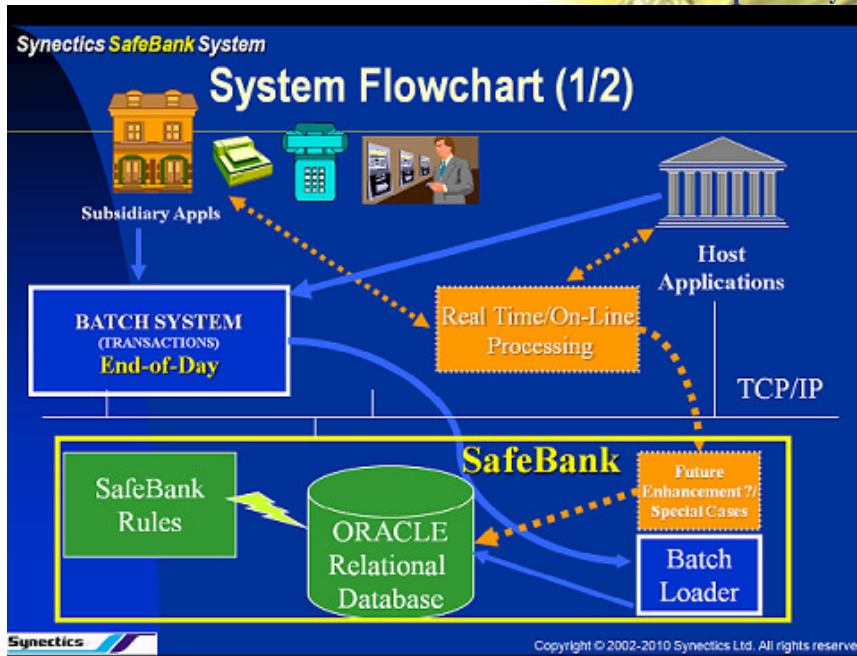 Synectics SafeBank System
System Flowchart (1/2)
Subsidiary Appls
Host
Applications
BATCH SYSTEM
(TRANSACTIONS)
End-of-Day
Real Time/On-Line
Processing
TCP/IP
SafeBank
SafeBank
Rules
ORACLE
Relational
Database
Future
Enhancement ?/
Special Cases
Batch
Loader
Synectics
Copyright © 2002-2010 Synectics Ltd. All rights reserve